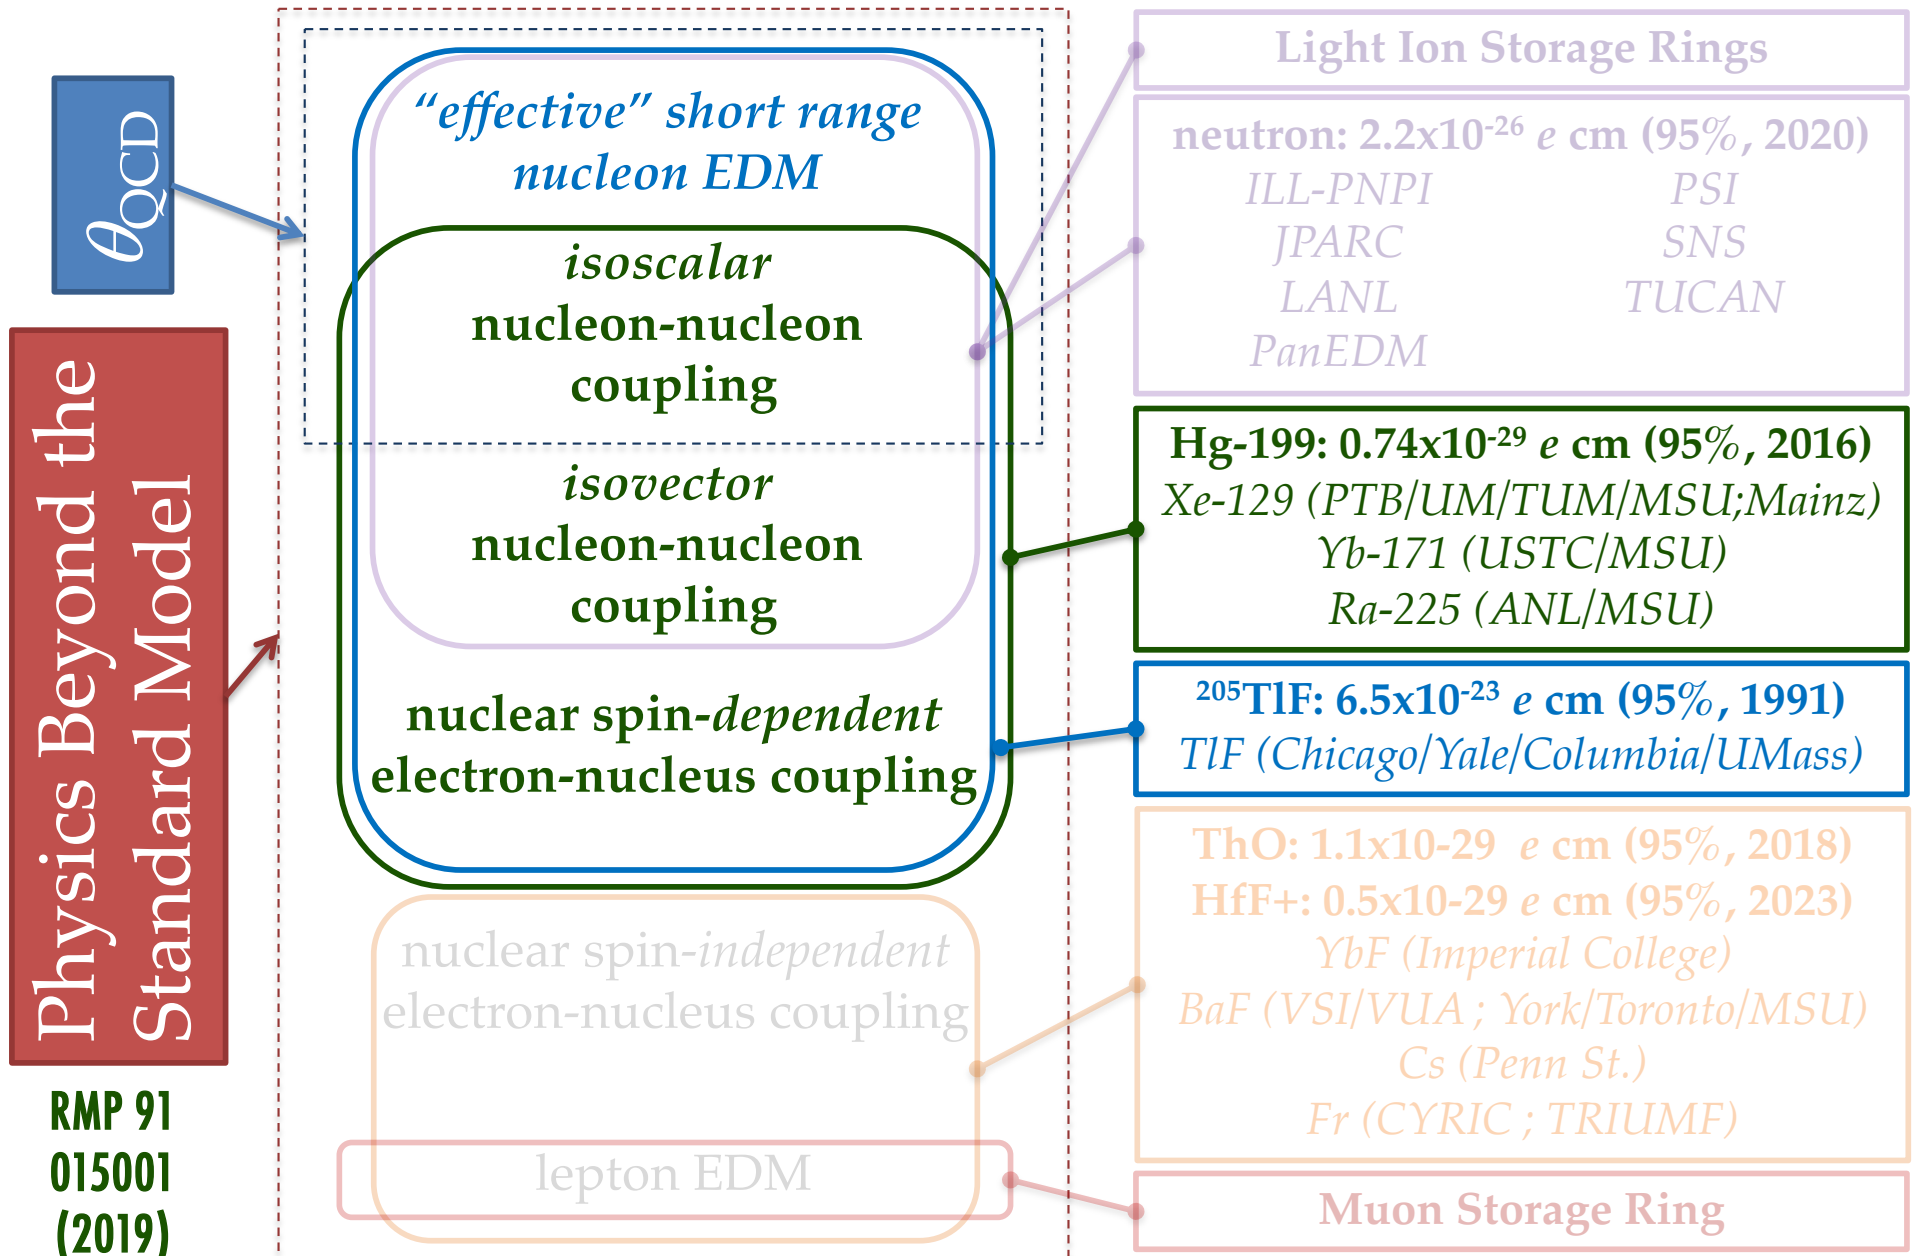 θQCD
Physics Beyond the
Standard Model
RMP 91
015001
(2019)
“effective” short range
nucleon EDM
isoscalar
nucleon-nucleon
coupling
isovector
nucleon-nucleon
coupling
nuclear spin-dependent
electron-nucleus coupling
nuclear spin-independent
electron-nucleus coupling
lepton EDM
Light Ion Storage Rings
neutron: 2.2x10⁻²⁶ e cm (95%, 2020)
ILL-PNPI PSI
JPARC SNS
LANL TUCAN
PanEDM
Hg-199: 0.74x10⁻²⁹ e cm (95%, 2016)
Xe-129 (PTB/UM/TUM/MSU;Mainz)
Yb-171 (USTC/MSU)
Ra-225 (ANL/MSU)
²⁰⁵TlF: 6.5x10⁻²³ e cm (95%, 1991)
TlF (Chicago/Yale/Columbia/UMass)
ThO: 1.1x10-29 e cm (95%, 2018)
HfF+: 0.5x10-29 e cm (95%, 2023)
YbF (Imperial College)
BaF (VSI/VUA ; York/Toronto/MSU)
Cs (Penn St.)
Fr (CYRIC ; TRIUMF)
Muon Storage Ring